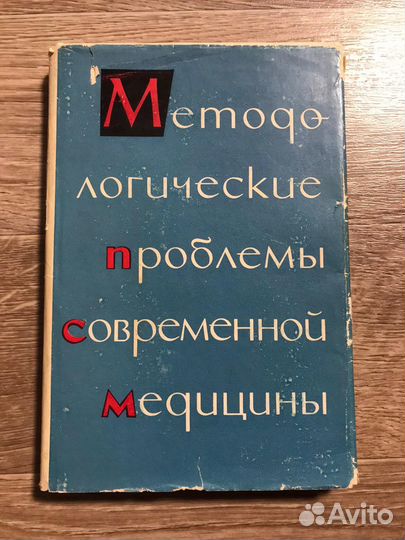 Методо-
логические
проблемы
современной
медицины
Avito